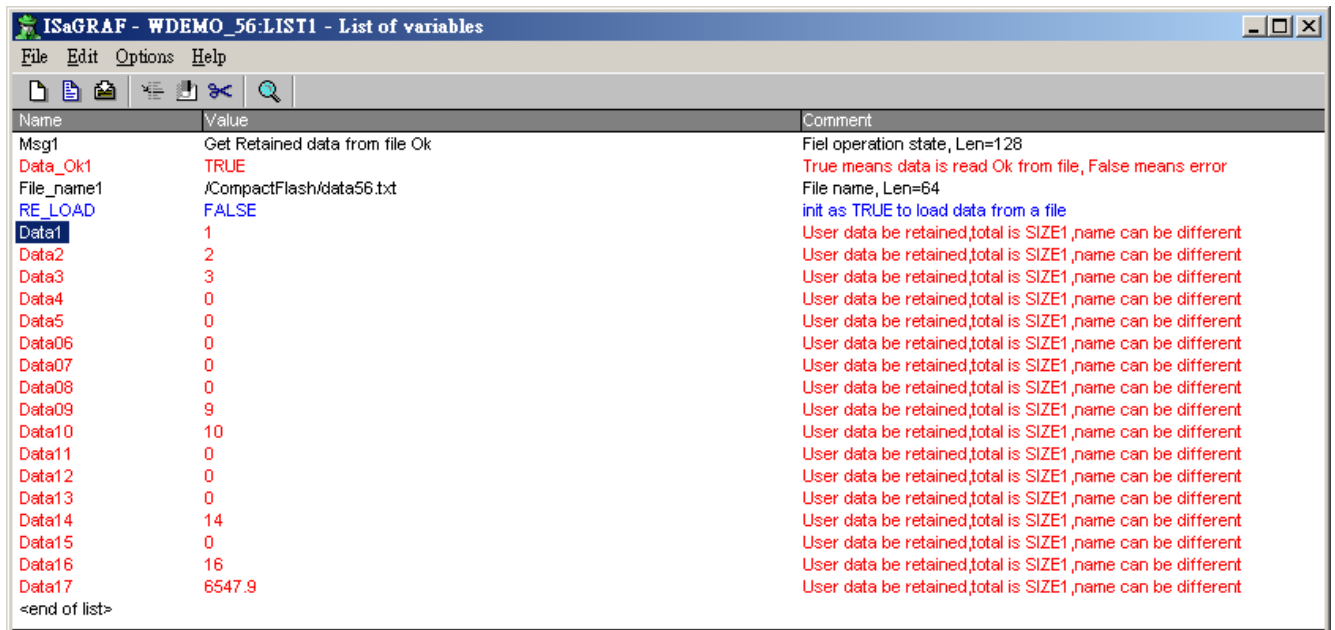 ISaGRAF - WDEMO_56:LIST1 - List of variables
File Edit Options Help
Name Value Comment
Msg1 Get Retained data from file Ok Fiel operation state, Len=128
Data_Ok1 TRUE True means data is read Ok from file, False means error
File_name1 /CompactFlash/data56.txt File name, Len=64
RE_LOAD FALSE init as TRUE to load data from a file
Data1 1 User data be retained,total is SIZE1,name can be different
Data2 2 User data be retained,total is SIZE1,name can be different
Data3 3 User data be retained,total is SIZE1,name can be different
Data4 0 User data be retained,total is SIZE1,name can be different
Data5 0 User data be retained,total is SIZE1,name can be different
Data06 0 User data be retained,total is SIZE1,name can be different
Data07 0 User data be retained,total is SIZE1,name can be different
Data08 0 User data be retained,total is SIZE1,name can be different
Data09 9 User data be retained,total is SIZE1,name can be different
Data10 10 User data be retained,total is SIZE1,name can be different
Data11 0 User data be retained,total is SIZE1,name can be different
Data12 0 User data be retained,total is SIZE1,name can be different
Data13 0 User data be retained,total is SIZE1,name can be different
Data14 14 User data be retained,total is SIZE1,name can be different
Data15 0 User data be retained,total is SIZE1,name can be different
Data16 16 User data be retained,total is SIZE1,name can be different
Data17 6547.9 User data be retained,total is SIZE1,name can be different
<end of list>